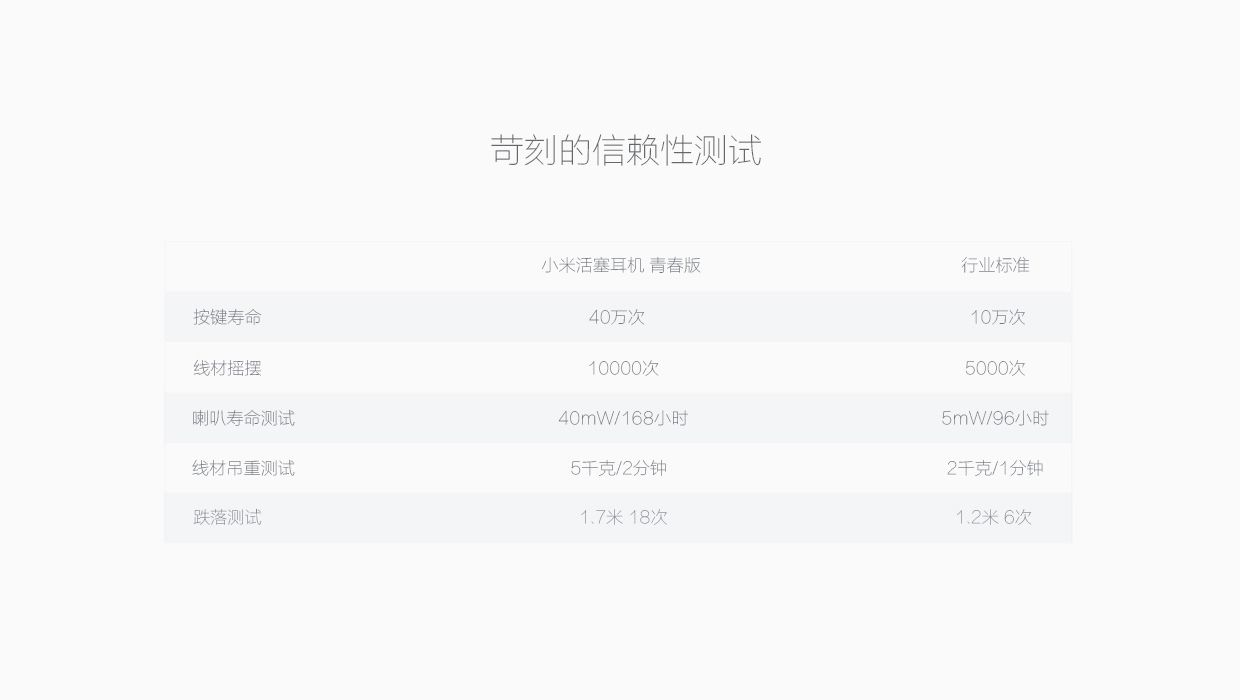 苛刻的信赖性测试
小米活塞耳机 青春版 行业标准
按键寿命 40万次 10万次
线材摇摆 10000次 5000次
喇叭寿命测试 40mW/168小时 5mW/96小时
线材吊重测试 5千克/2分钟 2千克/1分钟
跌落测试 1.7米 18次 1.2米 6次